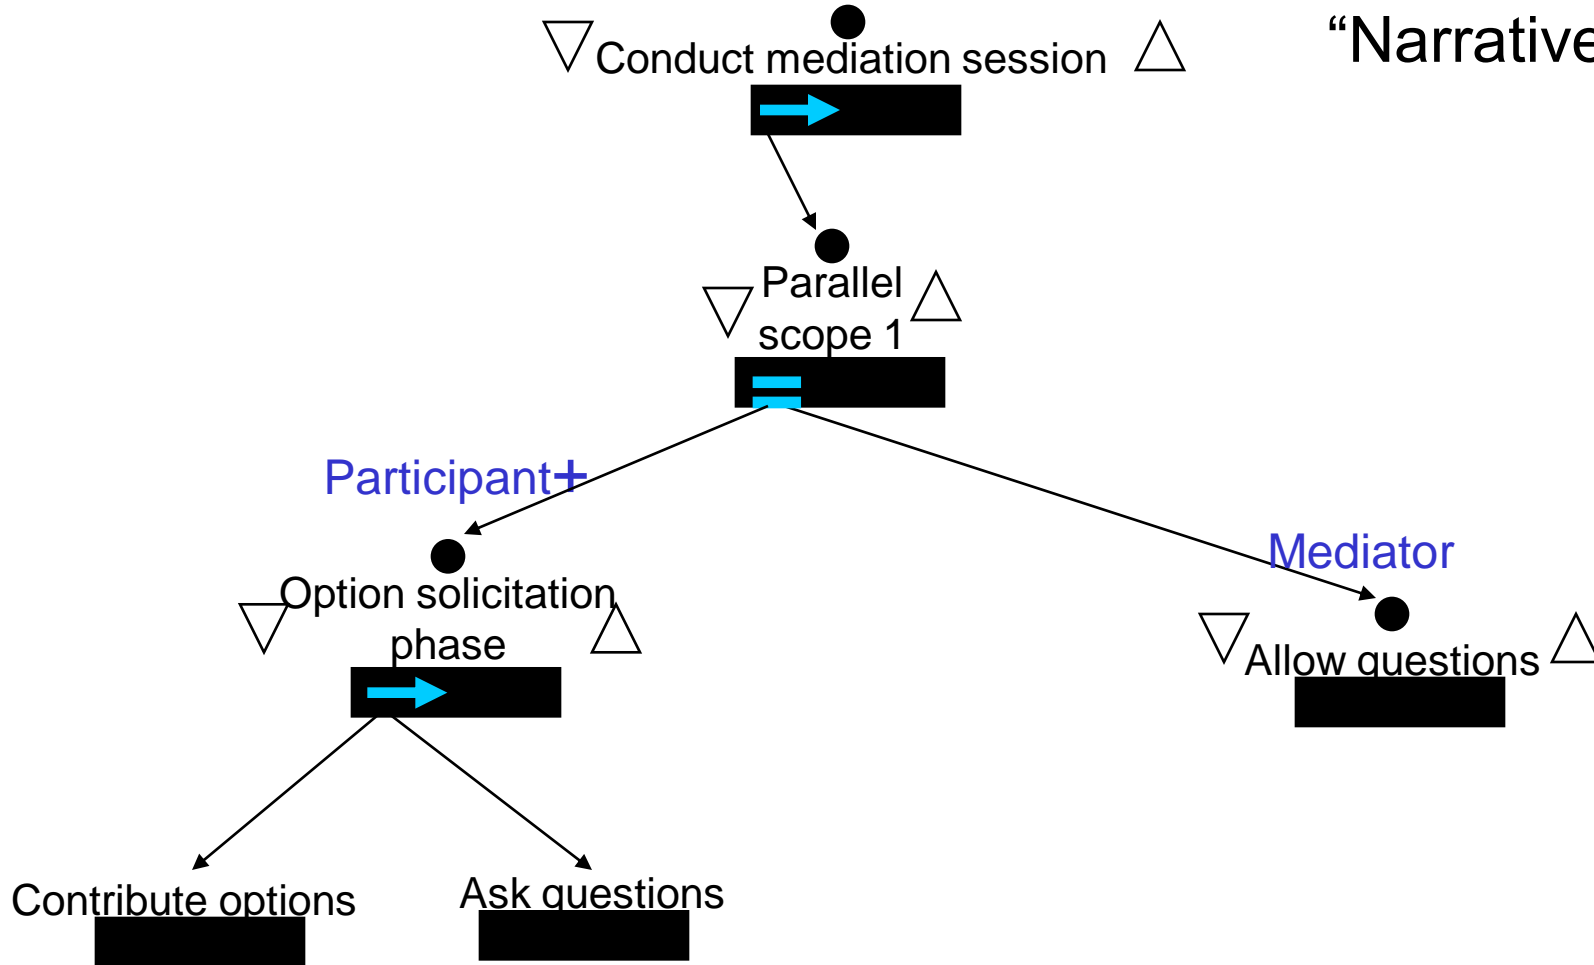 “Narrative
Conduct mediation session
Parallel
scope 1
Participant+
Mediator
Option solicitation
phase
Allow questions
Contribute options
Ask questions